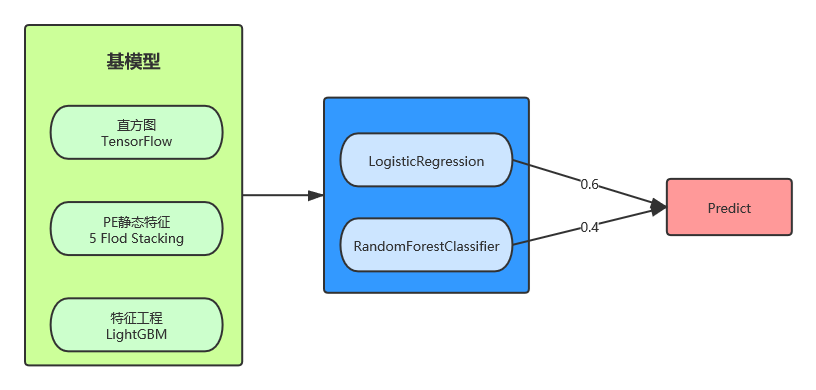 基模型
直方图
TensorFlow
PE静态特征
5 Flod Stacking
特征工程
LightGBM
LogisticRegression
RandomForestClassifier
0.6
0.4
Predict